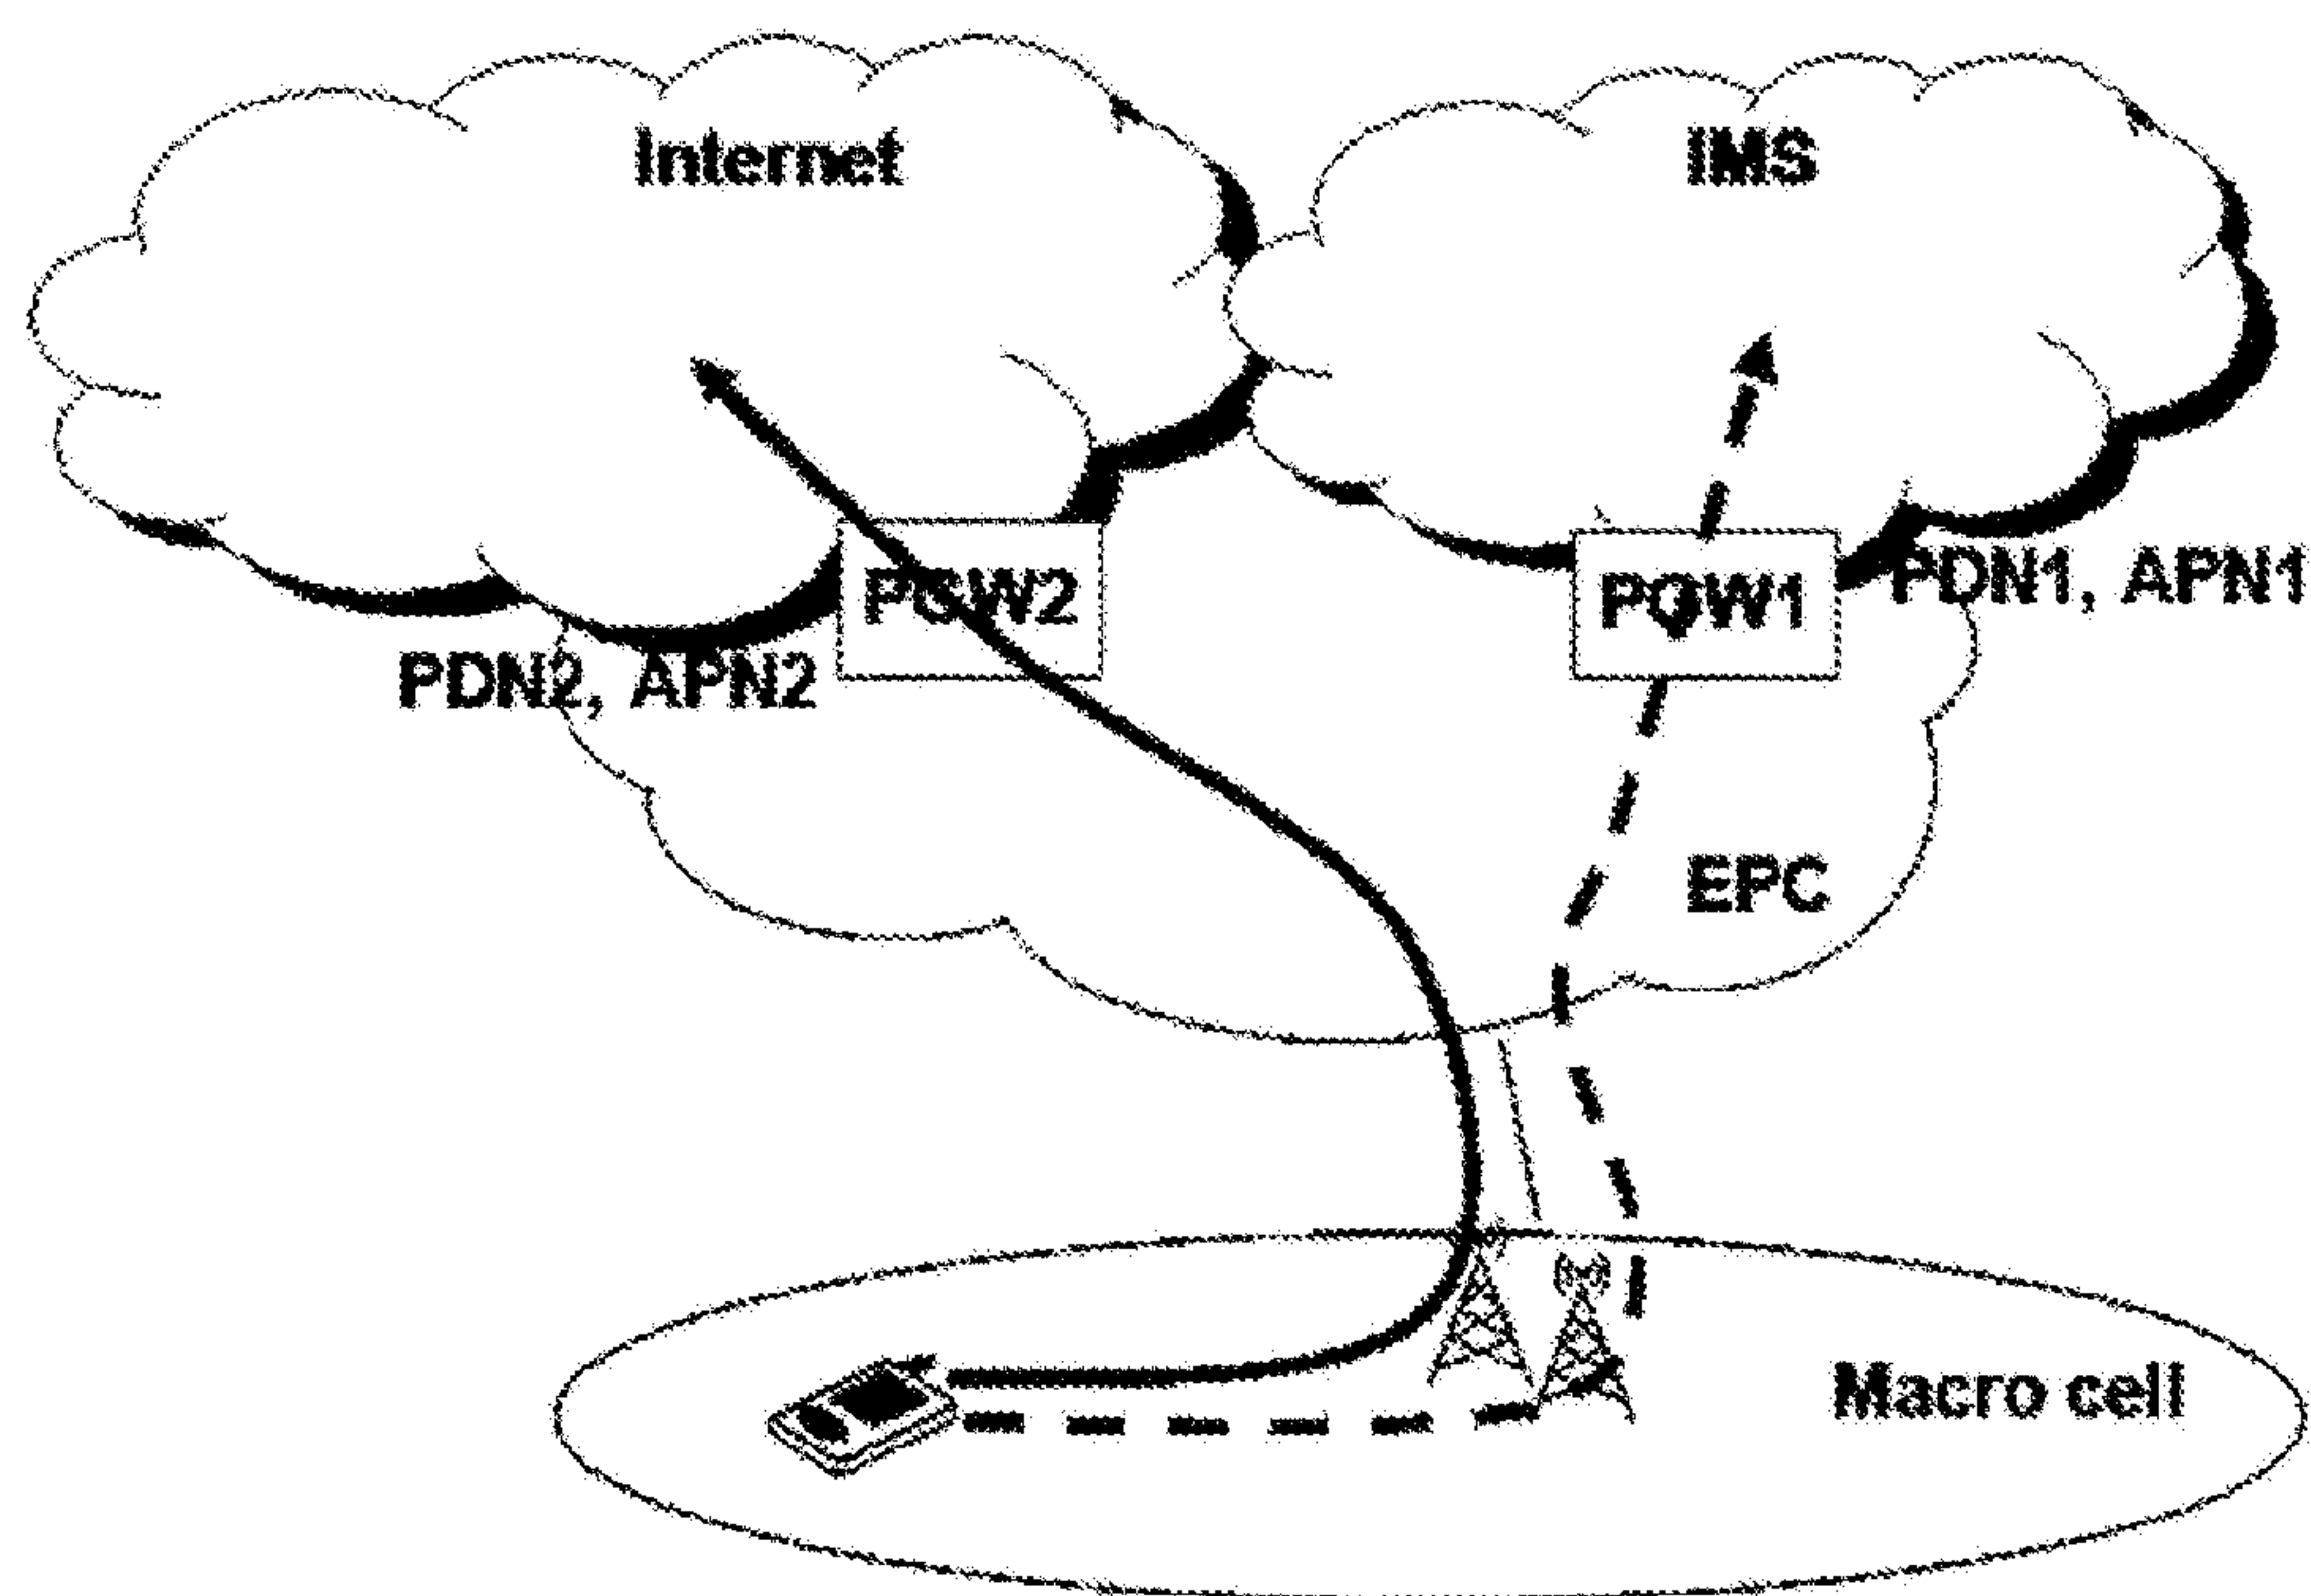 Internet
IMS
PGW2
PGW1
PDN1, APN1
PDN2, APN2
EPC
Macro cell